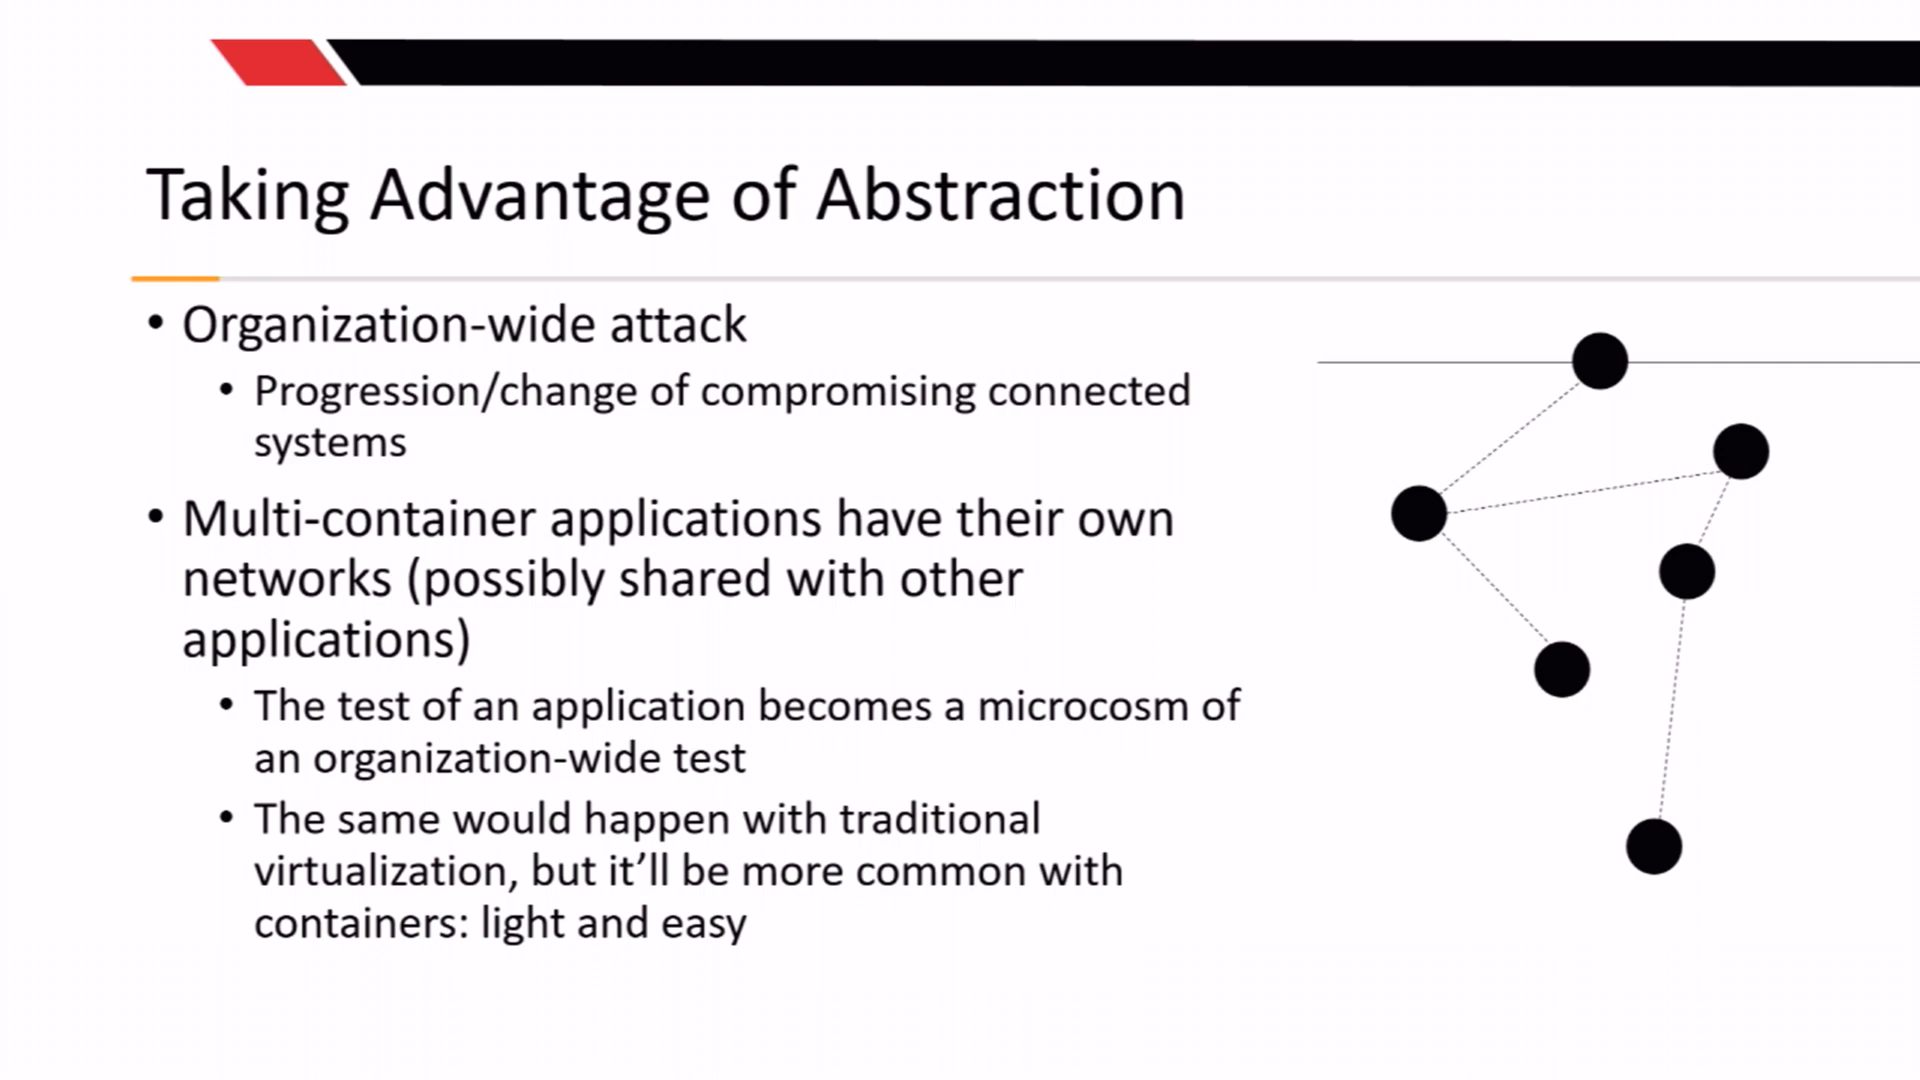 Taking Advantage of Abstraction
• Organization-wide attack
• Progression/change of compromising connected
systems
• Multi-container applications have their own
networks (possibly shared with other
applications)
• The test of an application becomes a microcosm of
an organization-wide test
• The same would happen with traditional
virtualization, but it’ll be more common with
containers: light and easy